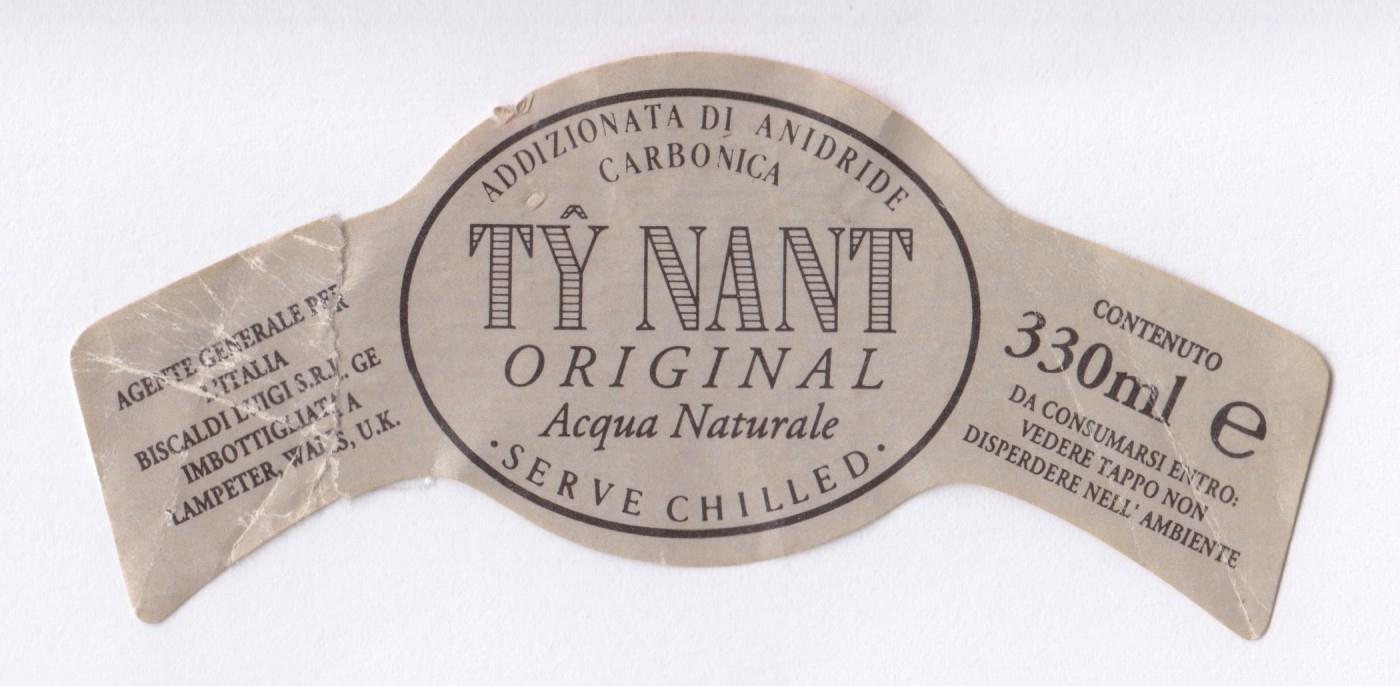 ADDIZIONATA DI ANIDRIDE
CARBONICA
TŶ NANT
ORIGINAL
Acqua Naturale
·SERVE CHILLED·
AGENTE GENERALE PER
L'ITALIA
BISCALDI LUIGI S.R.L. GE
IMBOTTIGLIATA A
LAMPETER, WALES, U.K.
CONTENUTO
330ml e
DA CONSUMARSI ENTRO:
VEDERE TAPPO NON
DISPERDERE NELL' AMBIENTE